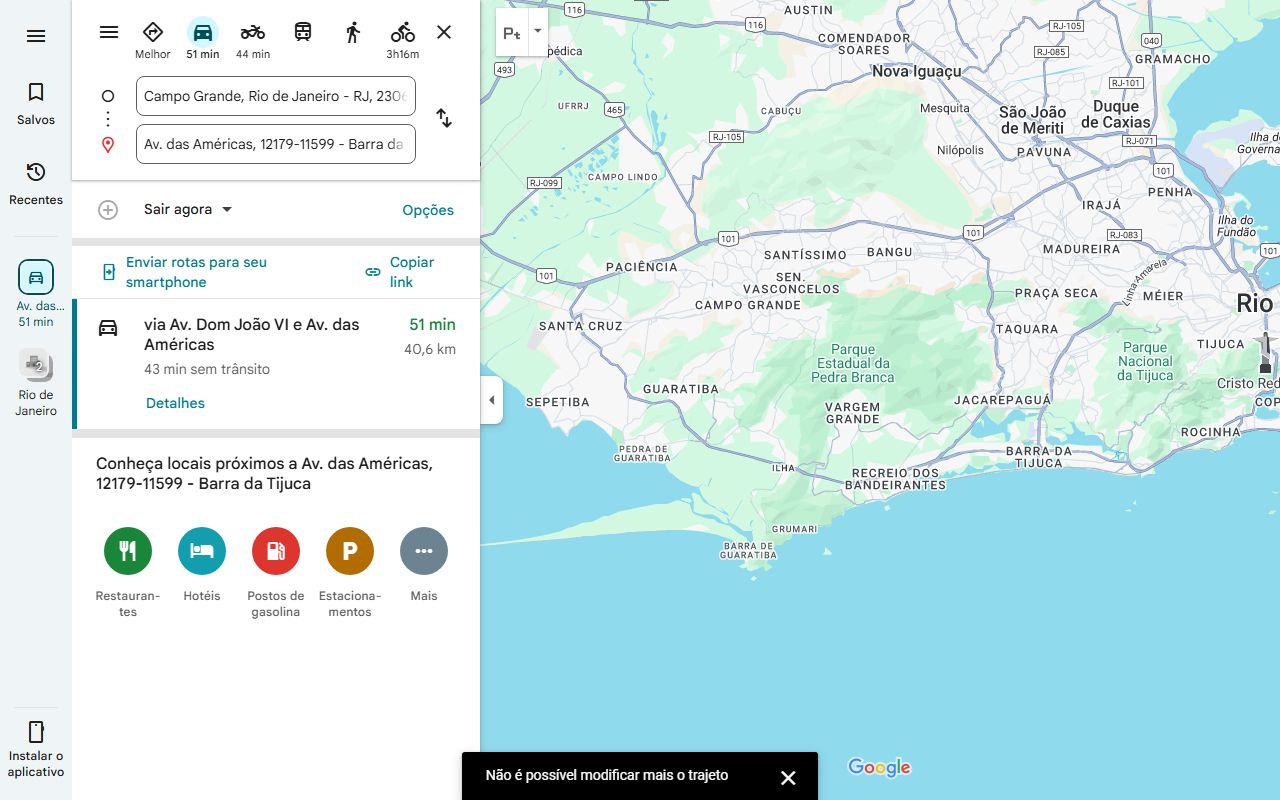 Salvos
Recentes
Av. das...
51 min
Rio de
Janeiro
Instalar o
aplicativo
Melhor
51 min
44 min
3h16m
Campo Grande, Rio de Janeiro - RJ, 2306
Av. das Américas, 12179-11599 - Barra da
Sair agora
Opções
Enviar rotas para seu
smartphone
Copiar
link
via Av. Dom João VI e Av. das
Américas
51 min
40,6 km
43 min sem trânsito
Detalhes
Conheça locais próximos a Av. das Américas,
12179-11599 - Barra da Tijuca
P
Restauran-
tes
Hotéis
Postos de
gasolina
Estaciona-
mentos
Mais
116
AUSTIN
116
RJ-105
COMENDADOR
SOARES
040
RJ-085
GRAMACHO
pédica
493
Nova Iguaçu
RJ-101
UFRRJ
465
CABUÇU
Mesquita
São João
de Meriti
Duque
de Caxias
RJ-105
Nilópolis
PAVUNA
RJ-071
Ilha do
Governa
CAMPO LINDO
RJ-099
101
PENHA
IRAJÁ
Ilha do
Fundão
101
101
RJ-083
MADUREIRA
101
SANTÍSSIMO
BANGU
PACIÊNCIA
101
SEN.
VASCONCELOS
Linha Amarela
CAMPO GRANDE
PRAÇA SECA
MÉIER
Rio
SANTA CRUZ
TAQUARA
TIJUCA
Parque
Estadual da
Pedra Branca
Parque
Nacional
da Tijuca
Cristo Red
GUARATIBA
SEPETIBA
VARGEM
GRANDE
JACAREPAGUÁ
COP
ROCINHA
PEDRA DE
GUARATIBA
ILHA
BARRA DA
TIJUCA
RECREIO DOS
BANDEIRANTES
GRUMARI
BARRA DE
GUARATIBA
Google
Não é possível modificar mais o trajeto